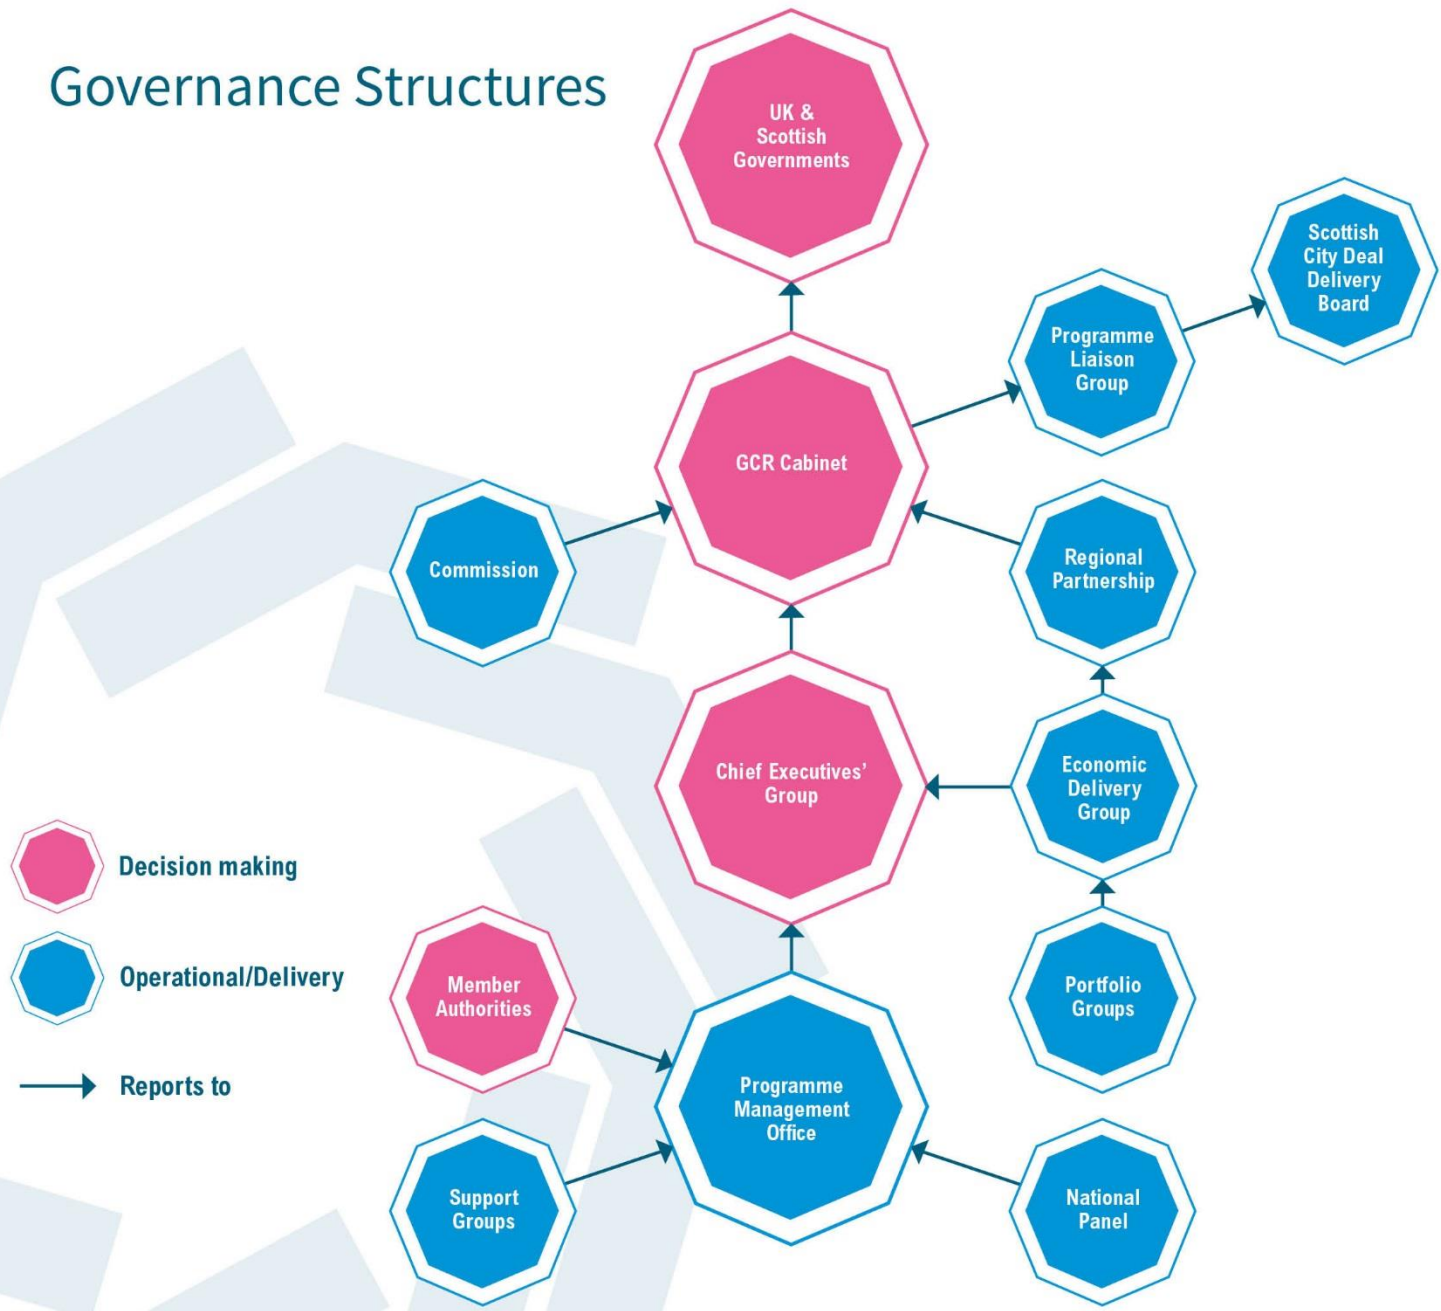 Governance Structures
UK &
Scottish
Governments
Scottish
City Deal
Delivery
Board
Programme
Liaison
Group
GCR Cabinet
Commission
Regional
Partnership
Chief Executives’
Group
Economic
Delivery
Group
Decision making
Operational/Delivery
Reports to
Member
Authorities
Portfolio
Groups
Programme
Management
Office
Support
Groups
National
Panel